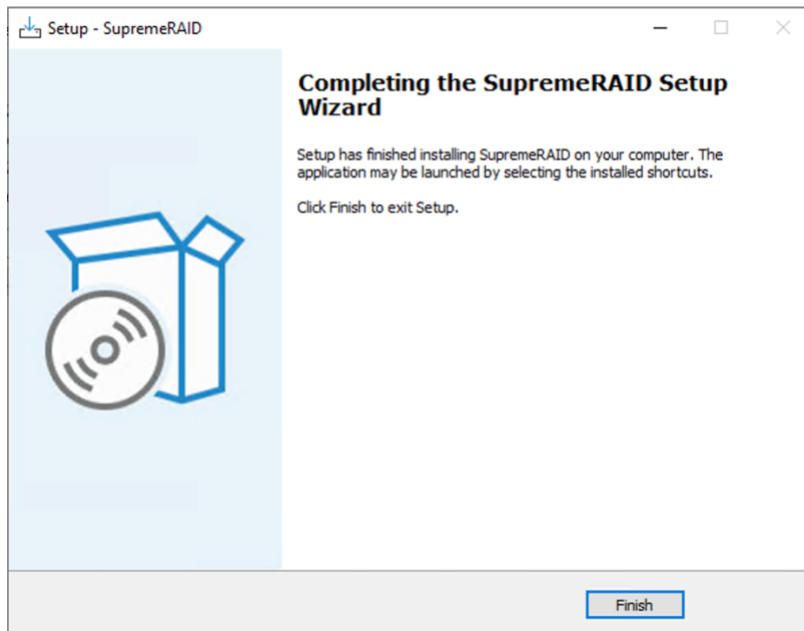 Setup - SupremeRAID
Completing the SupremeRAID Setup
Wizard
Setup has finished installing SupremeRAID on your computer. The
application may be launched by selecting the installed shortcuts.
Click Finish to exit Setup.
Finish